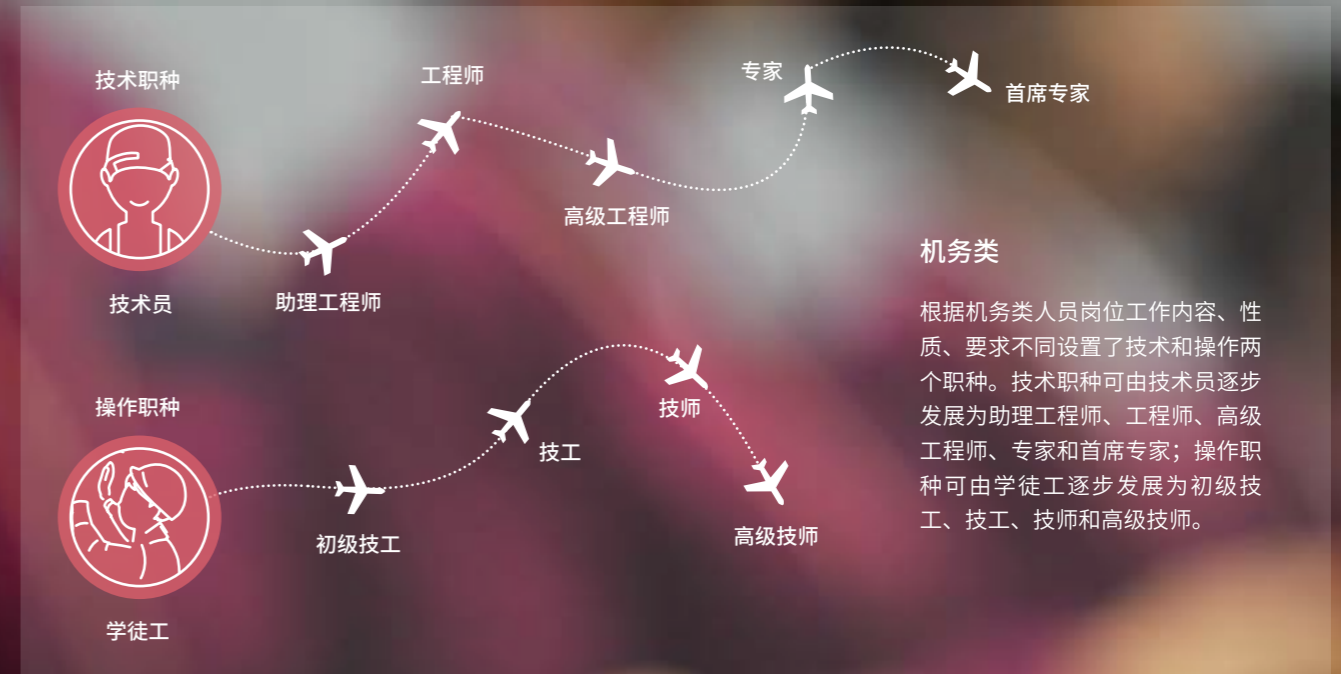 技术职种
技术员
助理工程师
工程师
高级工程师
专家
首席专家
操作职种
学徒工
初级技工
技工
技师
高级技师
机务类
根据机务类人员岗位工作内容、性
质、要求不同设置了技术和操作两
个职种。技术职种可由技术员逐步
发展为助理工程师、工程师、高级
工程师、专家和首席专家；操作职
种可由学徒工逐步发展为初级技
工、技工、技师和高级技师。